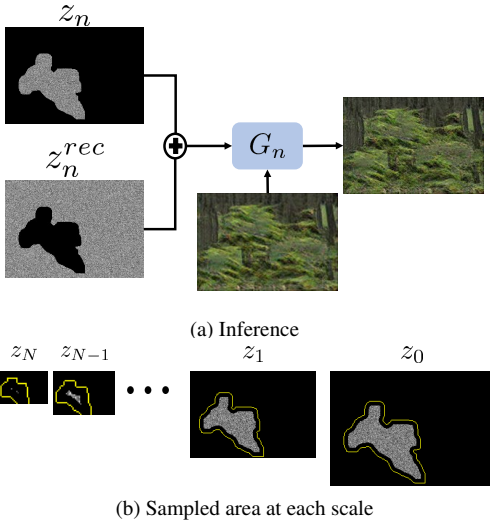 z_n
z_n^{rec}
G_n
(a) Inference
z_N z_{N-1} z_1 z_0
(b) Sampled area at each scale